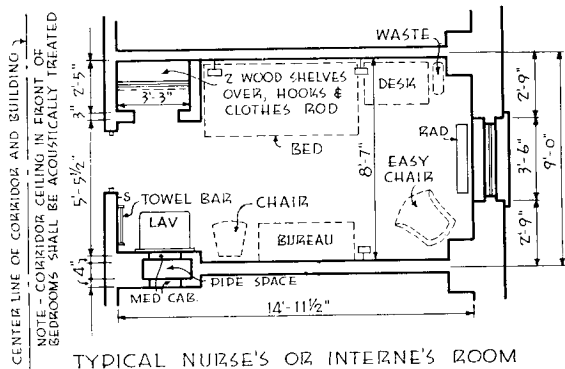 CENTER LINE OF CORRIDOR AND BUILDING
NOTE - CORRIDOR CEILING IN FRONT OF
BEDROOMS SHALL BE ACOUSTICALLY TREATED
WASTE
2'-5"
3"
5'-5½"
(4")
2 WOOD SHELVES
OVER, HOOKS &
CLOTHES ROD
3'-3"
DESK
BED
8'-7"
RAD
2'-9"
3'-6"
9'-0"
2'-9"
EASY
CHAIR
S
TOWEL BAR
LAV
CHAIR
BUREAU
PIPE SPACE
MED CAB.
14'-11½"
TYPICAL NURSE'S OR INTERNE'S ROOM